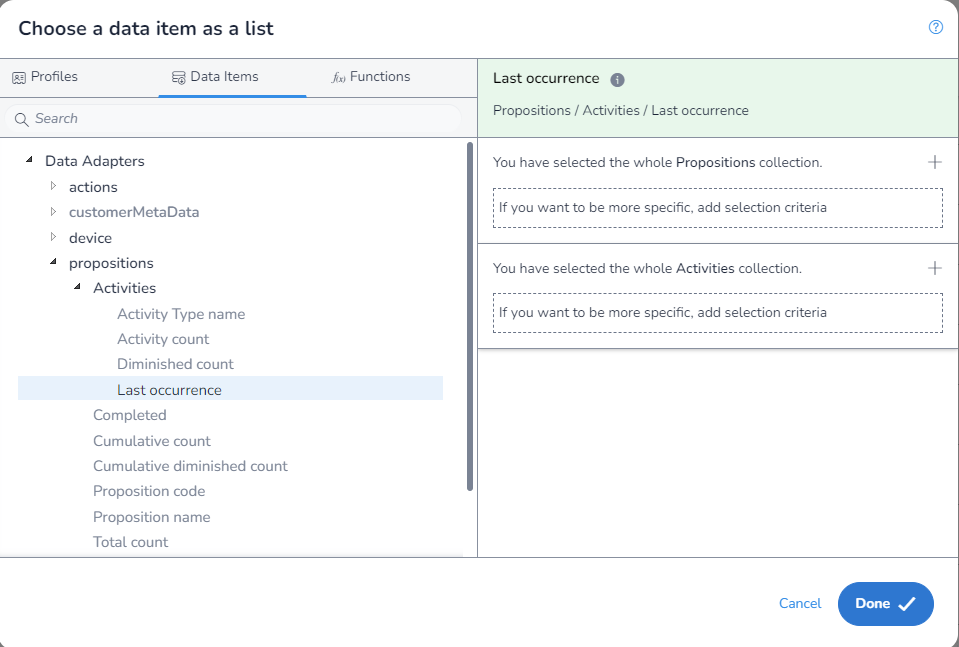 Choose a data item as a list
?
Profiles
Data Items
f(x) Functions
Search
Data Adapters
actions
customerMetaData
device
propositions
Activities
Activity Type name
Activity count
Diminished count
Last occurrence
Completed
Cumulative count
Cumulative diminished count
Proposition code
Proposition name
Total count
Last occurrence i
Propositions / Activities / Last occurrence
You have selected the whole Propositions collection.
If you want to be more specific, add selection criteria
You have selected the whole Activities collection.
If you want to be more specific, add selection criteria
Cancel
Done